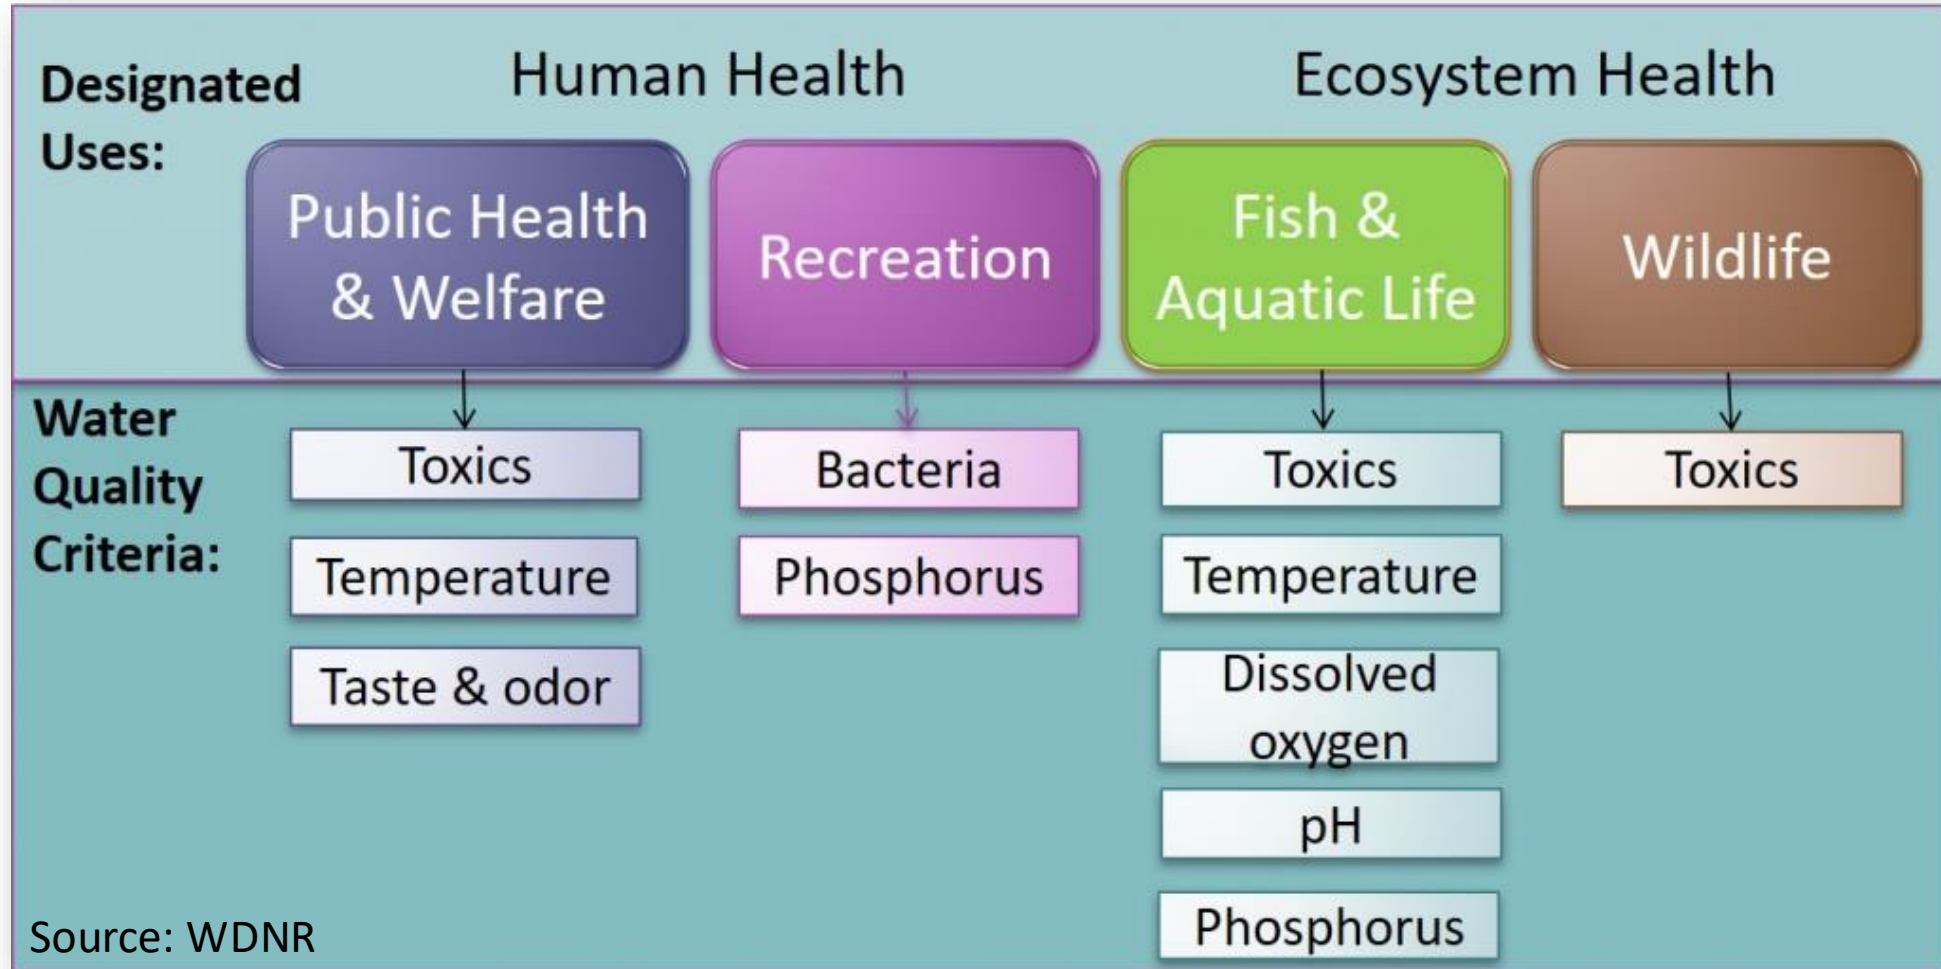 Designated
Uses:
Human Health
Ecosystem Health
Public Health
& Welfare
Recreation
Fish &
Aquatic Life
Wildlife
Water
Quality
Criteria:
Toxics
Temperature
Taste & odor
Bacteria
Phosphorus
Toxics
Temperature
Dissolved
oxygen
pH
Phosphorus
Toxics
Source: WDNR